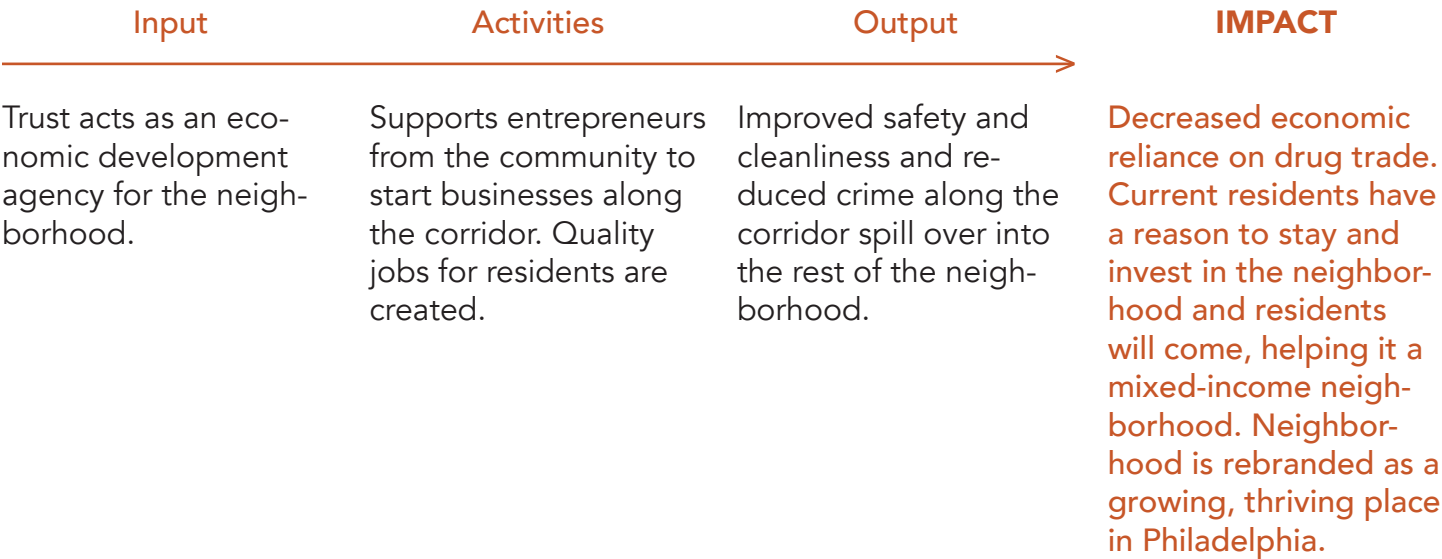 Input
Activities
Output
IMPACT
Trust acts as an eco-
nomic development
agency for the neigh-
borhood.
Supports entrepreneurs
from the community to
start businesses along
the corridor. Quality
jobs for residents are
created.
Improved safety and
cleanliness and re-
duced crime along the
corridor spill over into
the rest of the neigh-
borhood.
Decreased economic
reliance on drug trade.
Current residents have
a reason to stay and
invest in the neighbor-
hood and residents
will come, helping it a
mixed-income neigh-
borhood. Neighbor-
hood is rebranded as a
growing, thriving place
in Philadelphia.